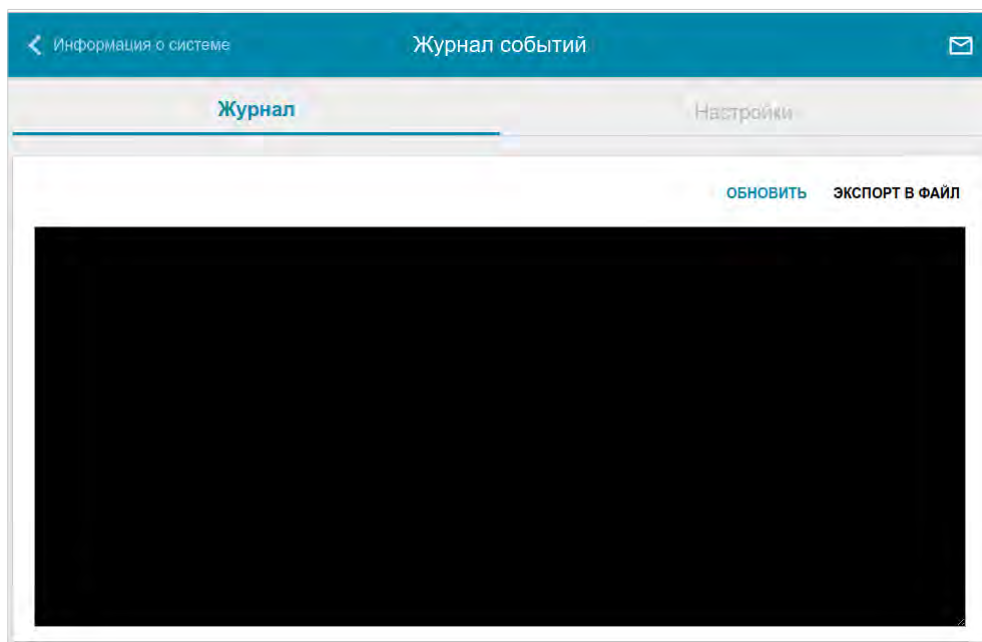 Информация о системе
Журнал событий
Журнал
Настройки
ОБНОВИТЬ
ЭКСПОРТ В ФАЙЛ